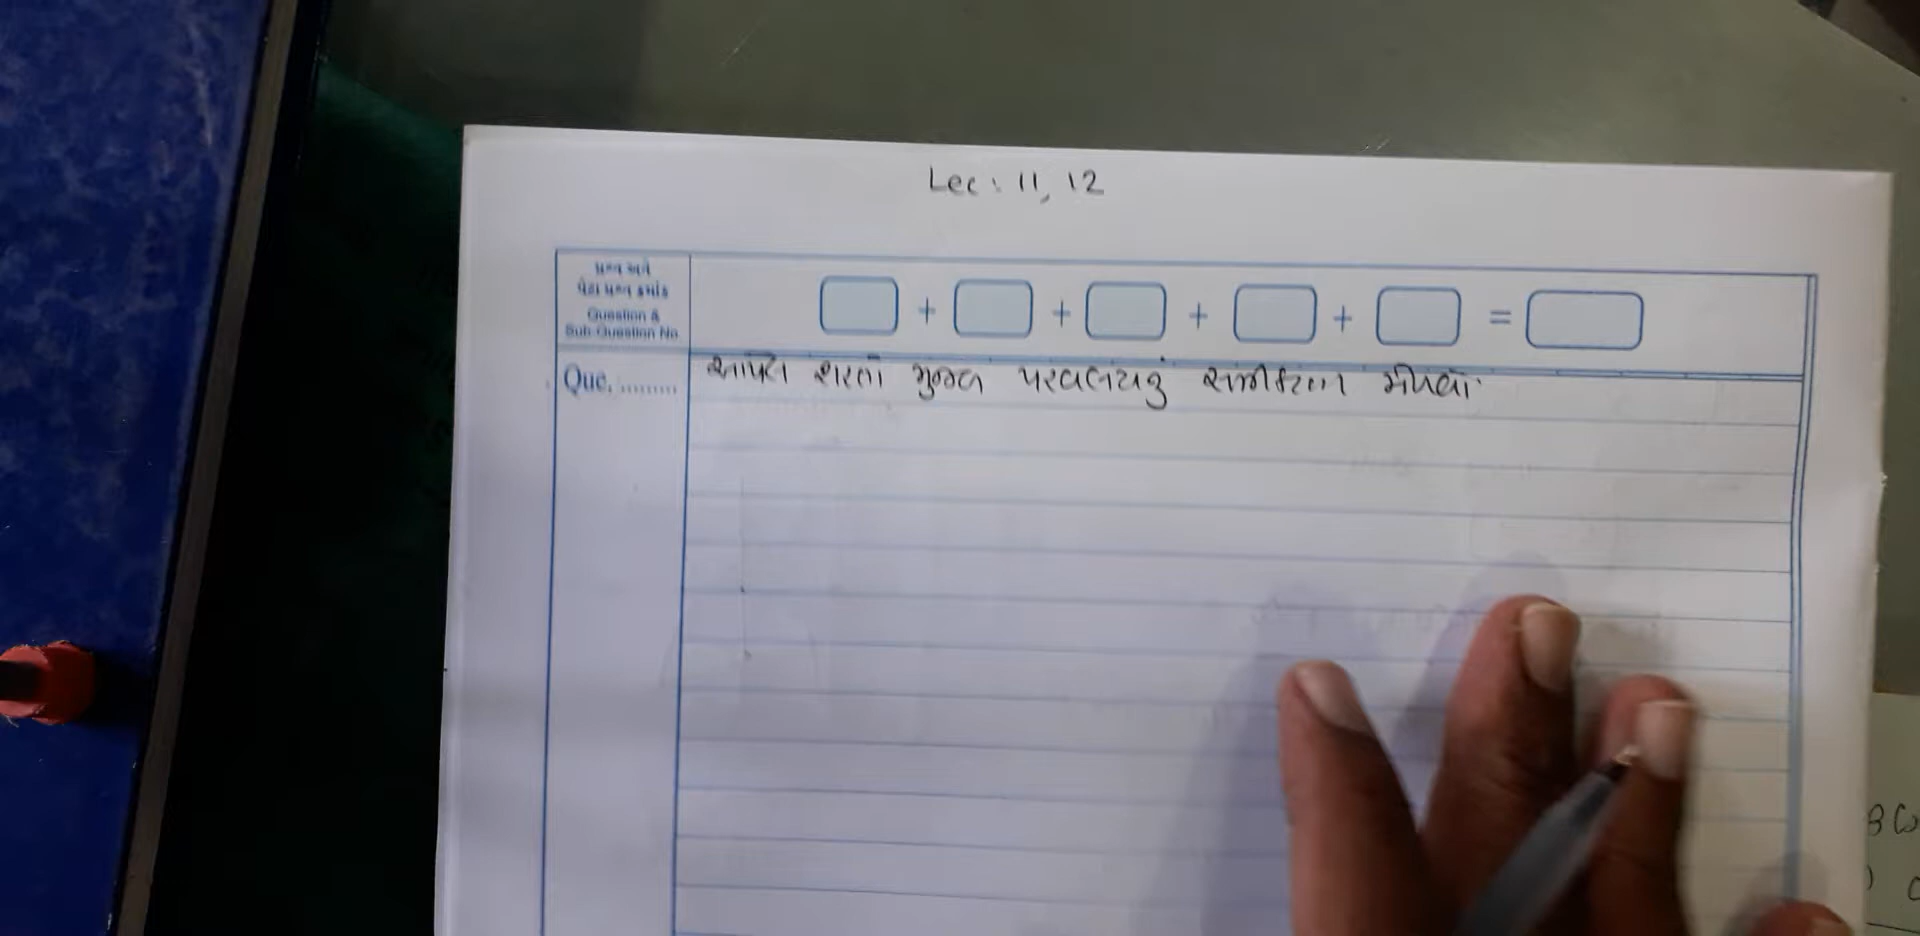 Lec : 11, 12
પ્રશ્ન અને
પેટા પ્રશ્ન ક્રમાંક
Question &
Sub Question No.
+ + + + =
Que. .........
આપેલ શરતો મુજબ પરવલયનું સમીકરણ મેળવો.